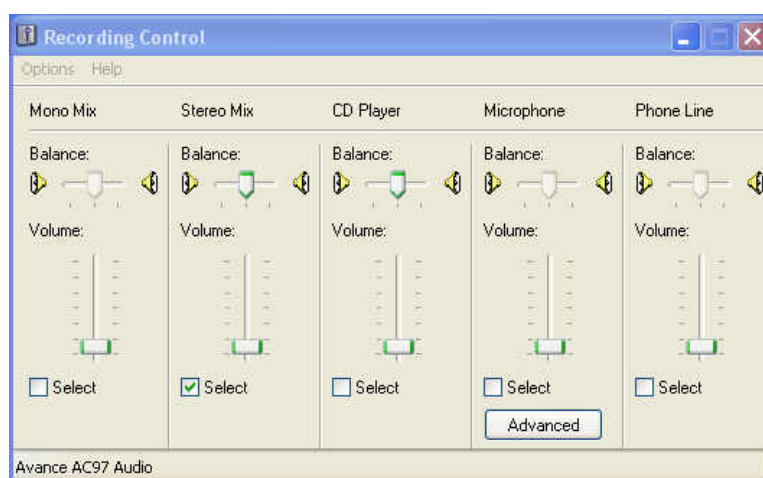 Recording Control
Options Help
Mono Mix Stereo Mix CD Player Microphone Phone Line
Balance: Balance: Balance: Balance: Balance:
Volume: Volume: Volume: Volume: Volume:
Select Select Select Select Select
Advanced
Avance AC97 Audio